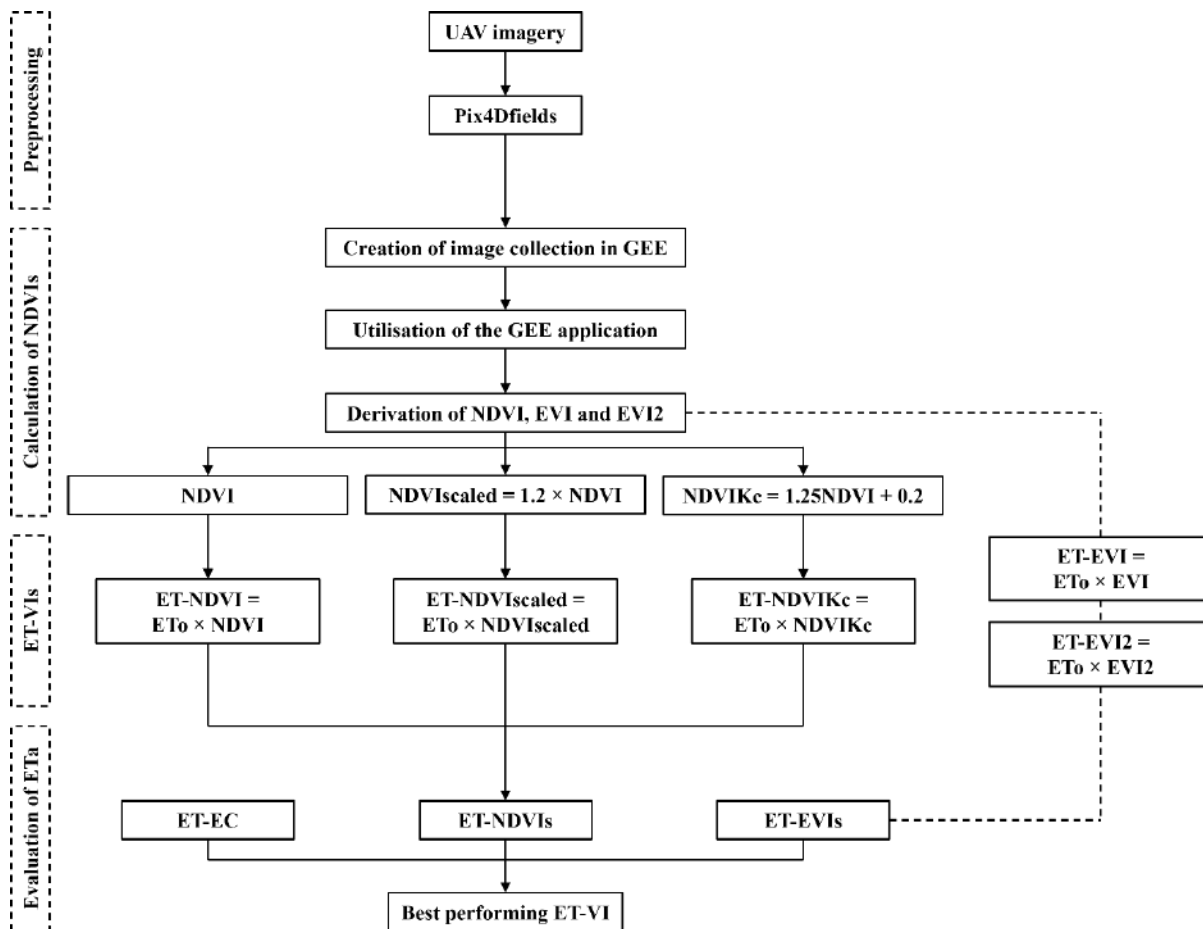 Preprocessing
UAV imagery
Pix4Dfields
Calculation of NDVIs
Creation of image collection in GEE
Utilisation of the GEE application
Derivation of NDVI, EVI and EVI2
NDVI
NDVIscaled = 1.2 × NDVI
NDVIKc = 1.25NDVI + 0.2
ET-VIs
ET-NDVI =
ETo × NDVI
ET-NDVIscaled =
ETo × NDVIscaled
ET-NDVIKc =
ETo × NDVIKc
ET-EVI =
ETo × EVI
ET-EVI2 =
ETo × EVI2
Evaluation of ETa
ET-EC
ET-NDVIs
ET-EVIs
Best performing ET-VI